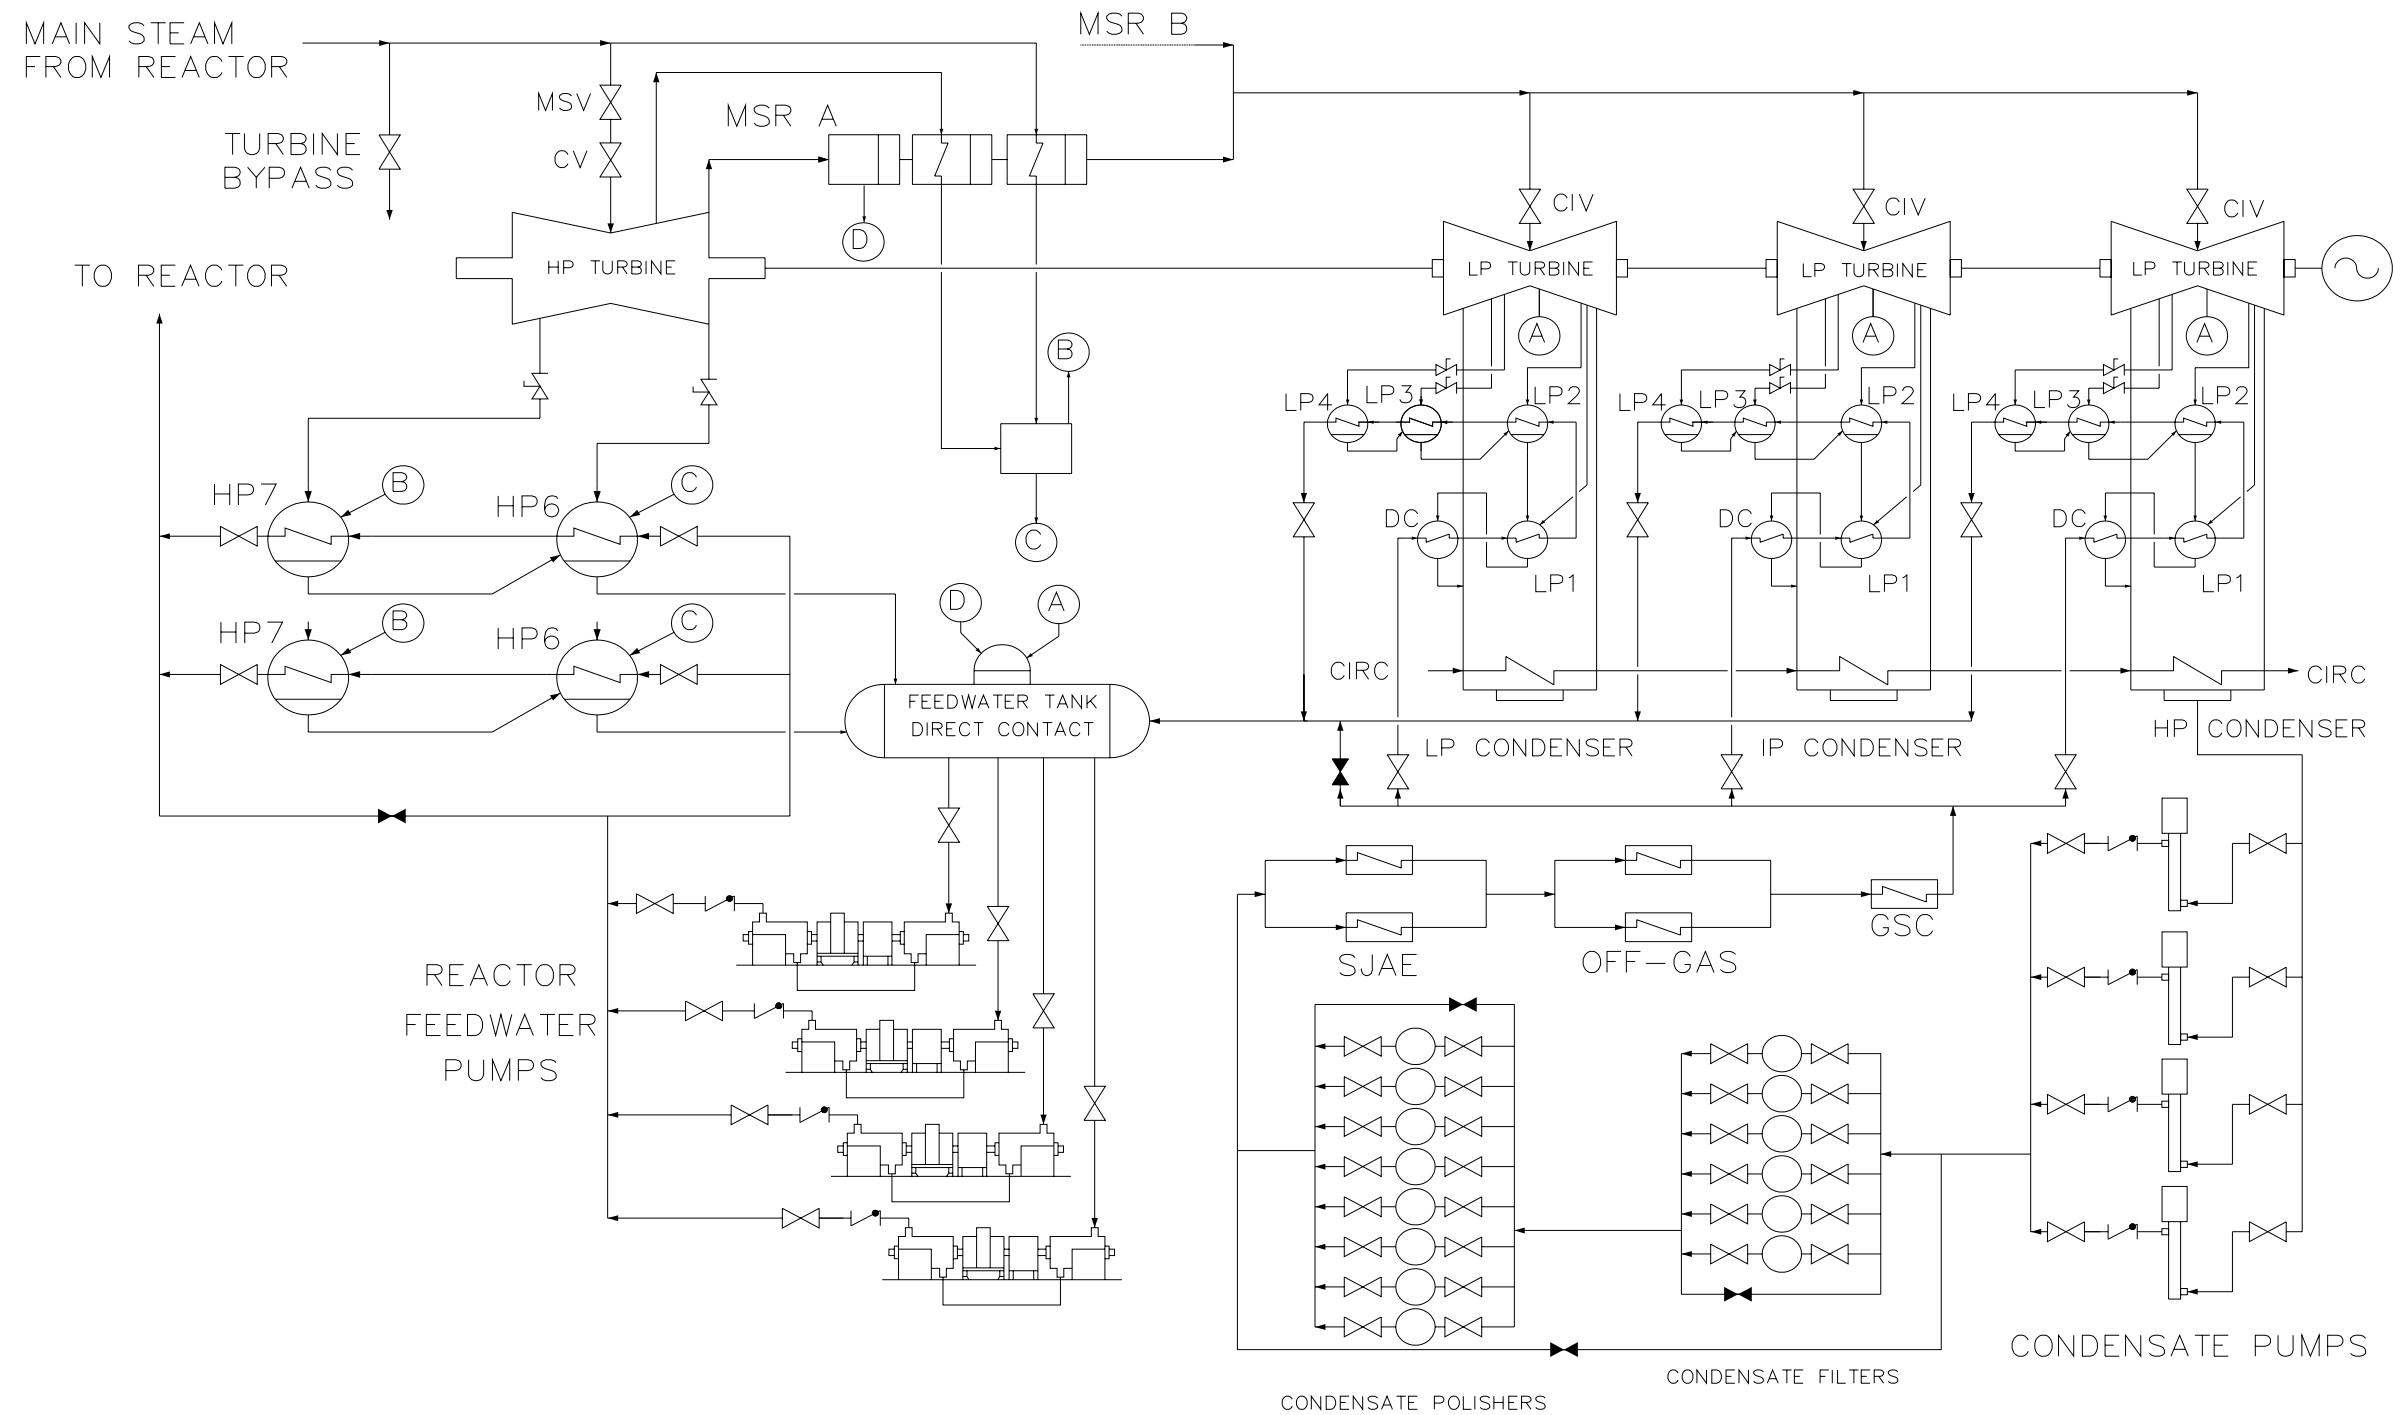 MSR B
MAIN STEAM
FROM REACTOR
MSV
MSR A
TURBINE
BYPASS
CV
CIV
CIV
CIV
D
TO REACTOR
HP TURBINE
LP TURBINE
LP TURBINE
LP TURBINE
A
A
A
B
LP4
LP3
LP2
LP4
LP3
LP2
LP4
LP3
LP2
HP7
B
HP6
C
DC
DC
DC
C
LP1
LP1
LP1
HP7
B
HP6
C
D
A
CIRC
CIRC
FEEDWATER TANK
DIRECT CONTACT
LP CONDENSER
IP CONDENSER
HP CONDENSER
SJAE
OFF-GAS
GSC
REACTOR
FEEDWATER
PUMPS
CONDENSATE PUMPS
CONDENSATE FILTERS
CONDENSATE POLISHERS